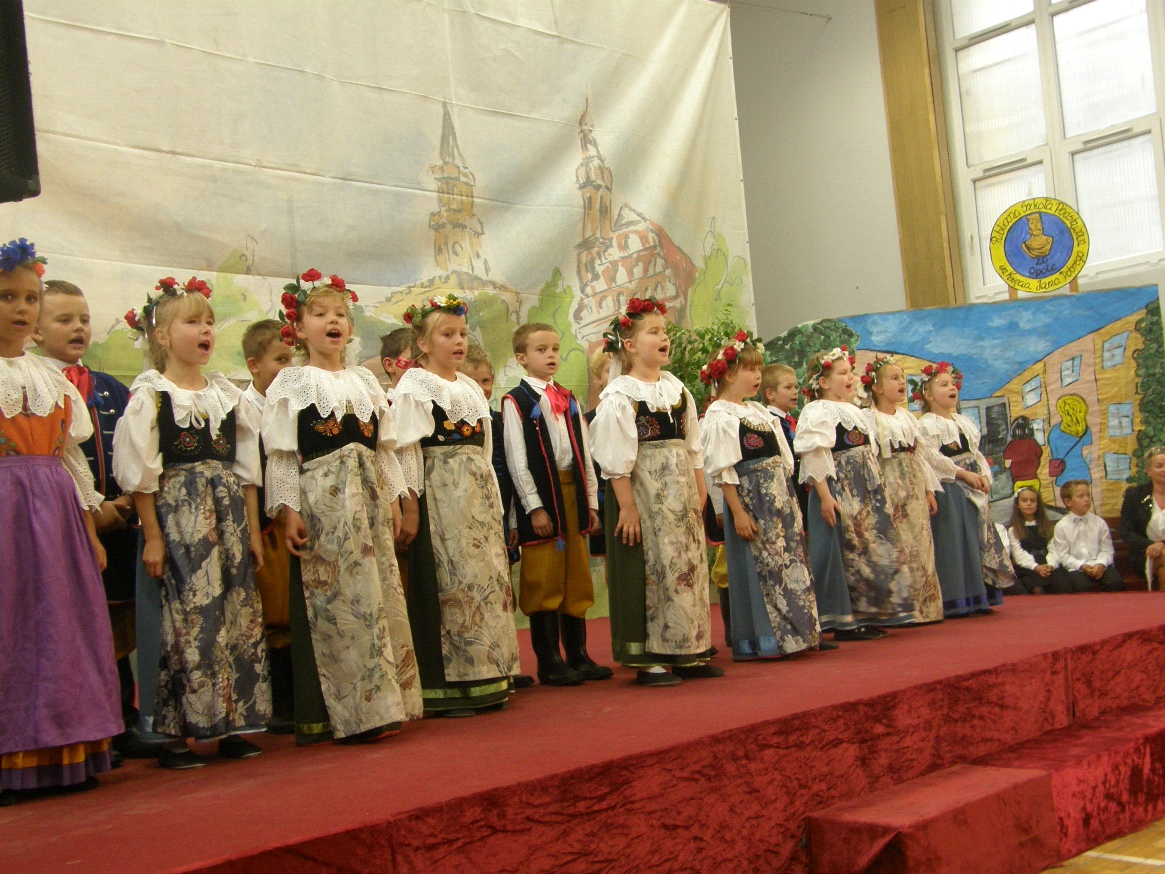 Publiczna Szkoła Podstawowa
20
Opole
im. Księcia Jana Dobrego